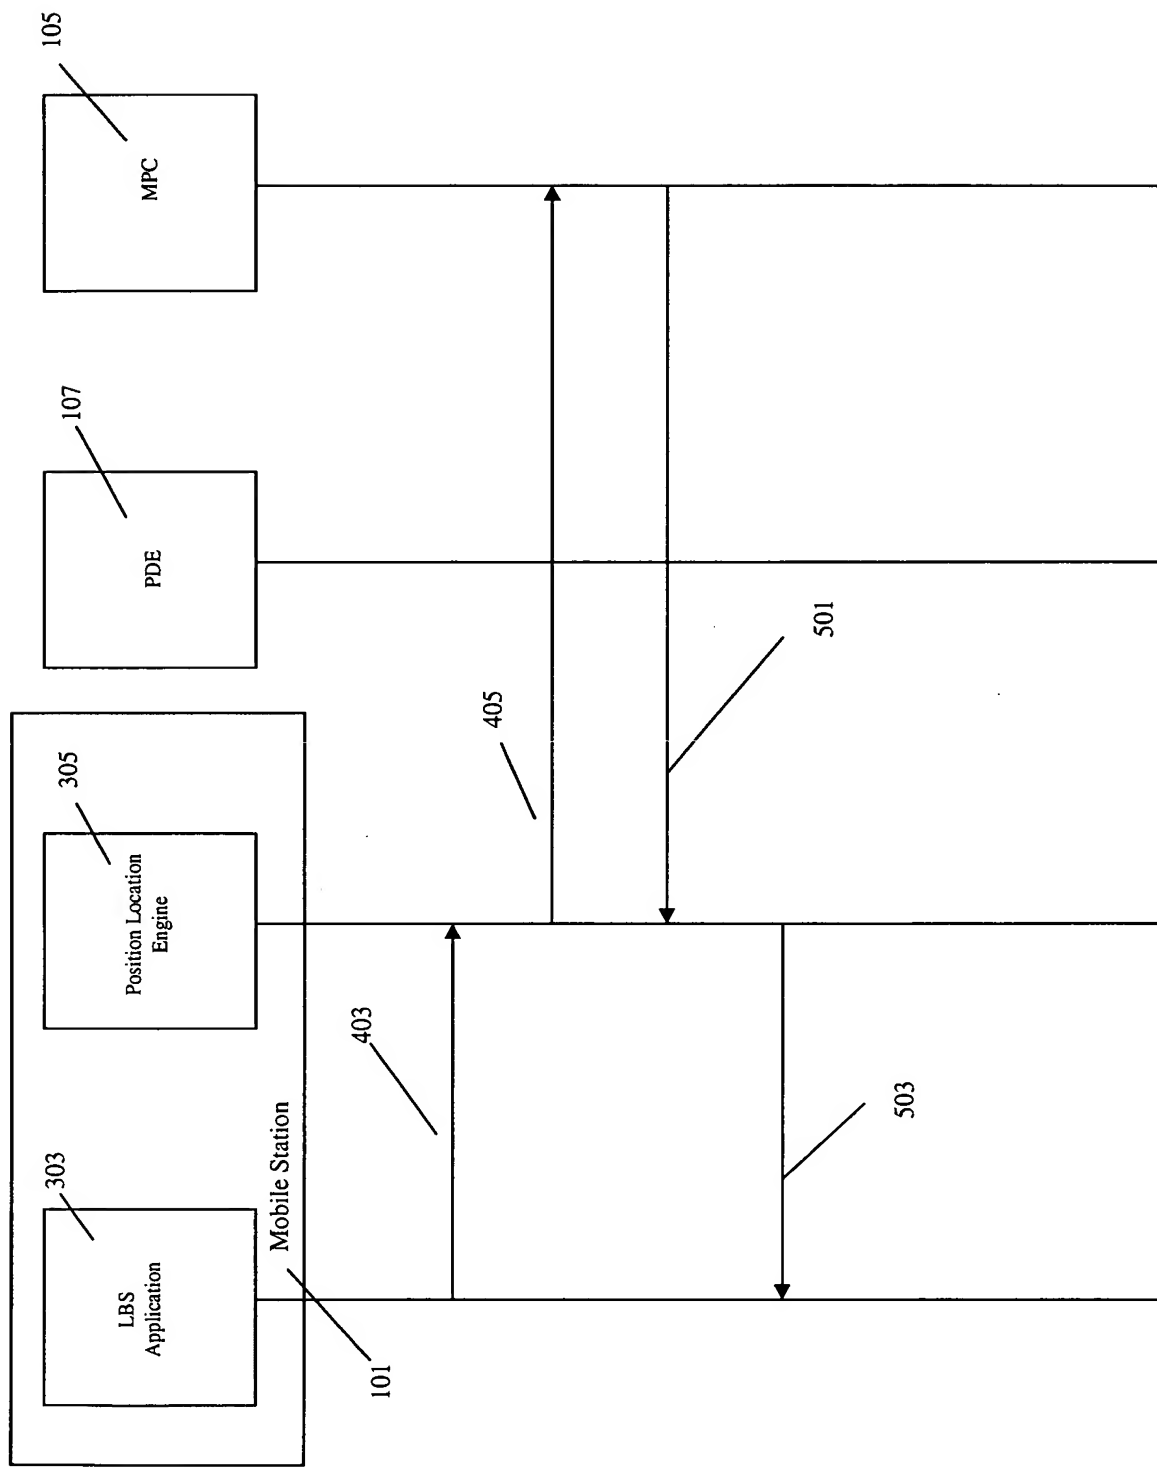 105
MPC
107
PDE
305
Position Location
Engine
303
LBS
Application
Mobile Station
101
403
405
501
503